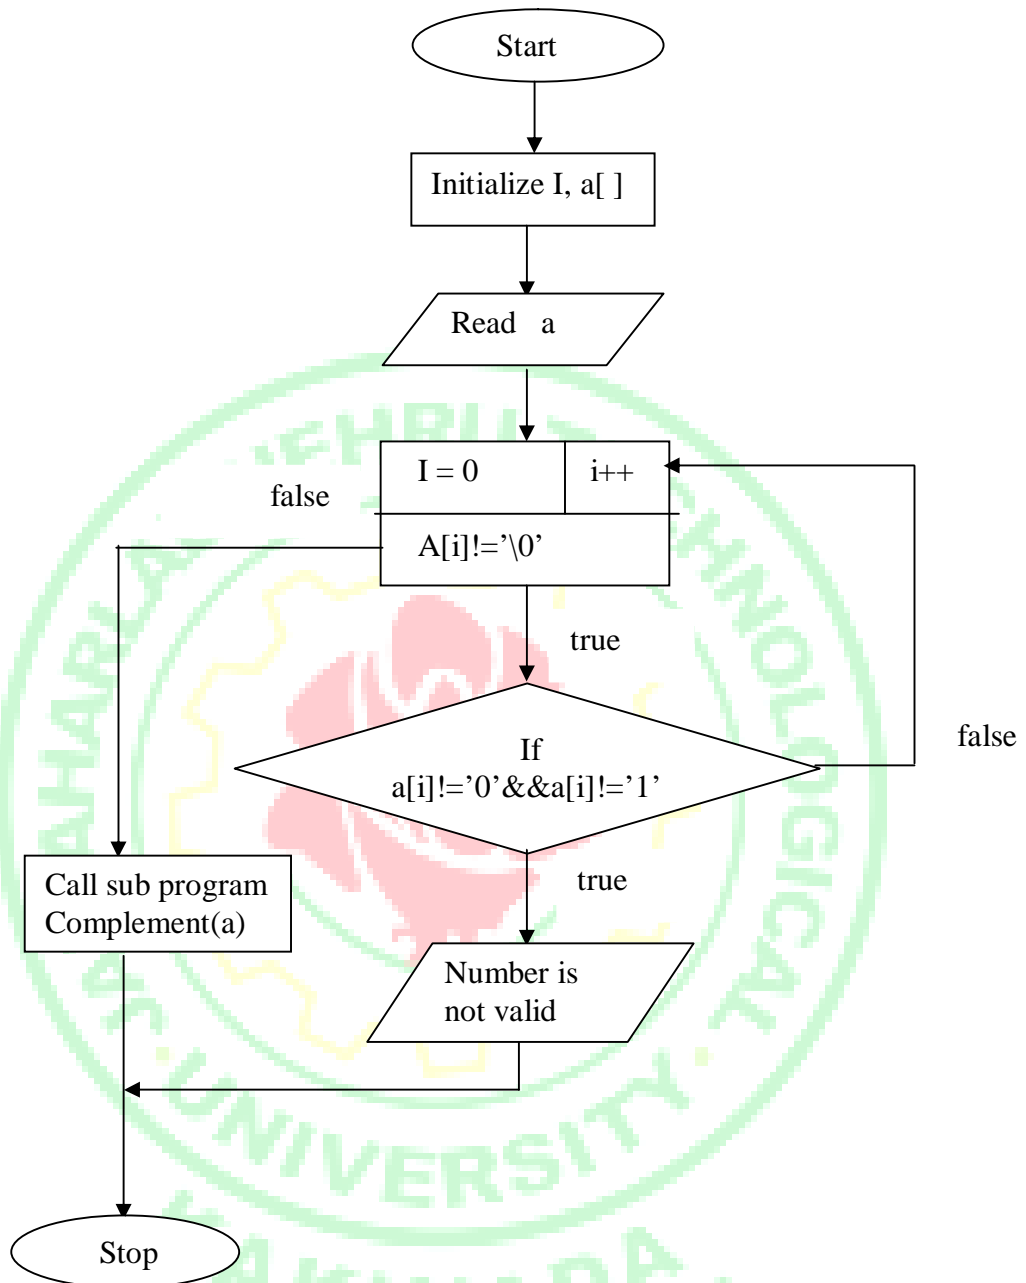 Start
Initialize I, a[ ]
Read a
I = 0
i++
false
A[i]!=’\0’
true
If
a[i]!=’0’&&a[i]!=’1’
false
true
Call sub program
Complement(a)
Number is
not valid
Stop